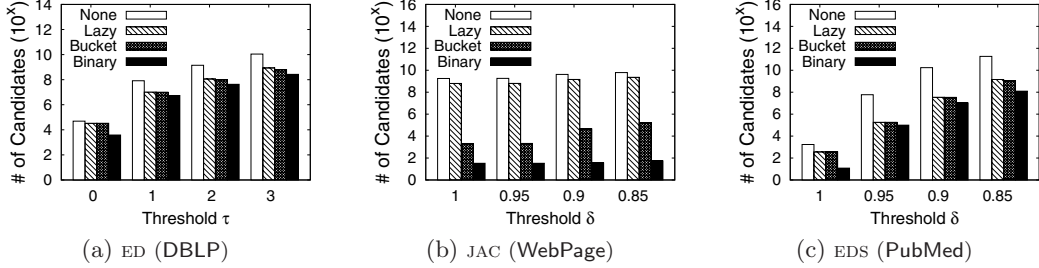 # of Candidates (10^x)
14
12
10
8
6
4
2
0
None
Lazy
Bucket
Binary
0 1 2 3
Threshold τ
(a) ED (DBLP)
# of Candidates (10^x)
16
14
12
10
8
6
4
2
0
None
Lazy
Bucket
Binary
1 0.95 0.9 0.85
Threshold δ
(b) JAC (WebPage)
# of Candidates (10^x)
16
14
12
10
8
6
4
2
0
None
Lazy
Bucket
Binary
1 0.95 0.9 0.85
Threshold δ
(c) EDS (PubMed)